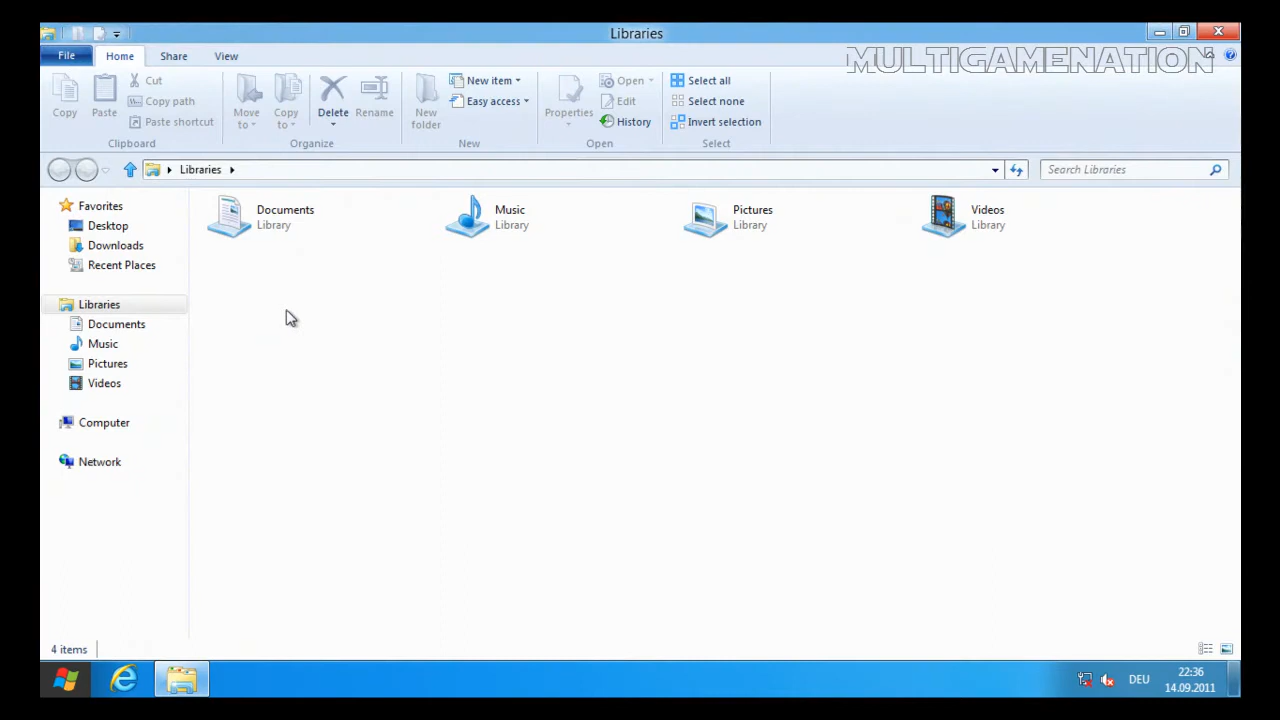 Libraries
MULTIGAMENATION
File Home Share View
Copy
Paste
Cut
Copy path
Paste shortcut
Clipboard
Move to
Copy to
Delete
Rename
Organize
New folder
New item
Easy access
New
Properties
Open
Edit
History
Open
Select all
Select none
Invert selection
Select
Libraries
Search Libraries
Favorites
Desktop
Downloads
Recent Places
Libraries
Documents
Music
Pictures
Videos
Computer
Network
Documents
Library
Music
Library
Pictures
Library
Videos
Library
4 items
DEU
22:36
14.09.2011